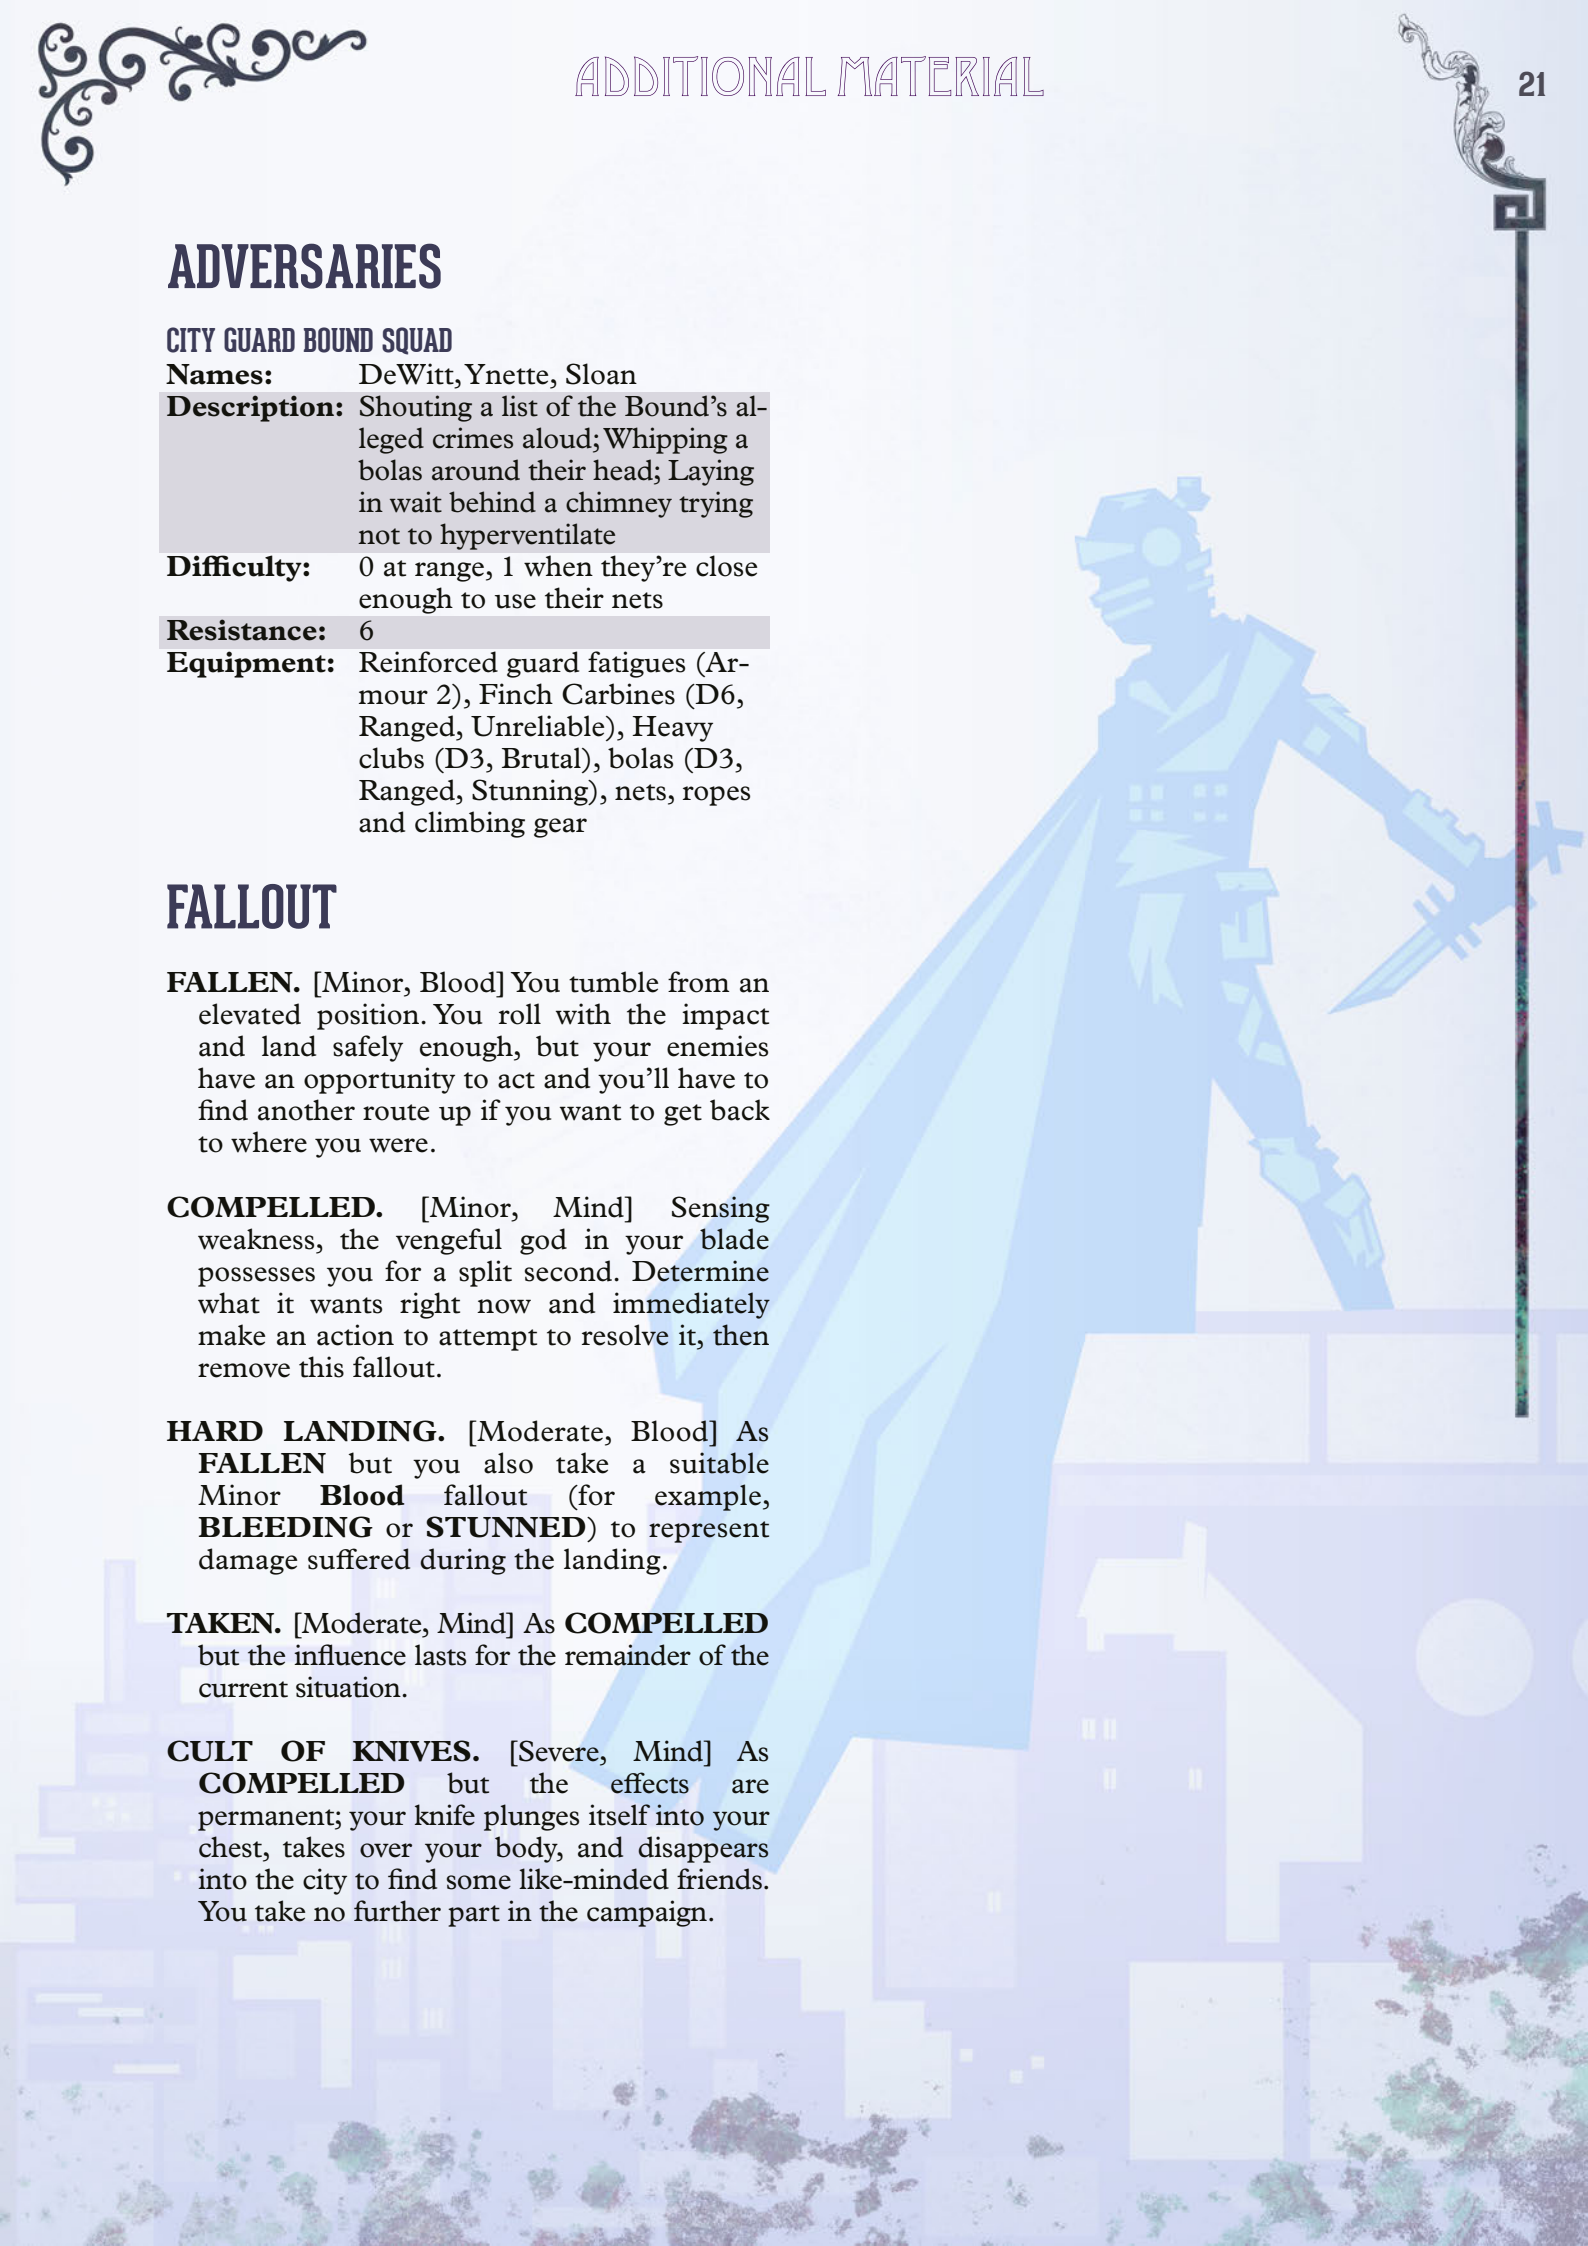 ADDITIONAL MATERIAL
21
ADVERSARIES
CITY GUARD BOUND SQUAD
Names: DeWitt, Ynette, Sloan
Description: Shouting a list of the Bound's al-
leged crimes aloud; Whipping a
bolas around their head; Laying
in wait behind a chimney trying
not to hyperventilate
Difficulty: 0 at range, 1 when they're close
enough to use their nets
Resistance: 6
Equipment: Reinforced guard fatigues (Ar-
mour 2), Finch Carbines (D6,
Ranged, Unreliable), Heavy
clubs (D3, Brutal), bolas (D3,
Ranged, Stunning), nets, ropes
and climbing gear
FALLOUT
FALLEN. [Minor, Blood] You tumble from an
elevated position. You roll with the impact
and land safely enough, but your enemies
have an opportunity to act and you'll have to
find another route up if you want to get back
to where you were.
COMPELLED. [Minor, Mind] Sensing
weakness, the vengeful god in your blade
possesses you for a split second. Determine
what it wants right now and immediately
make an action to attempt to resolve it, then
remove this fallout.
HARD LANDING. [Moderate, Blood] As
FALLEN but you also take a suitable
Minor Blood fallout (for example,
BLEEDING or STUNNED) to represent
damage suffered during the landing.
TAKEN. [Moderate, Mind] As COMPELLED
but the influence lasts for the remainder of the
current situation.
CULT OF KNIVES. [Severe, Mind] As
COMPELLED but the effects are
permanent; your knife plunges itself into your
chest, takes over your body, and disappears
into the city to find some like-minded friends.
You take no further part in the campaign.